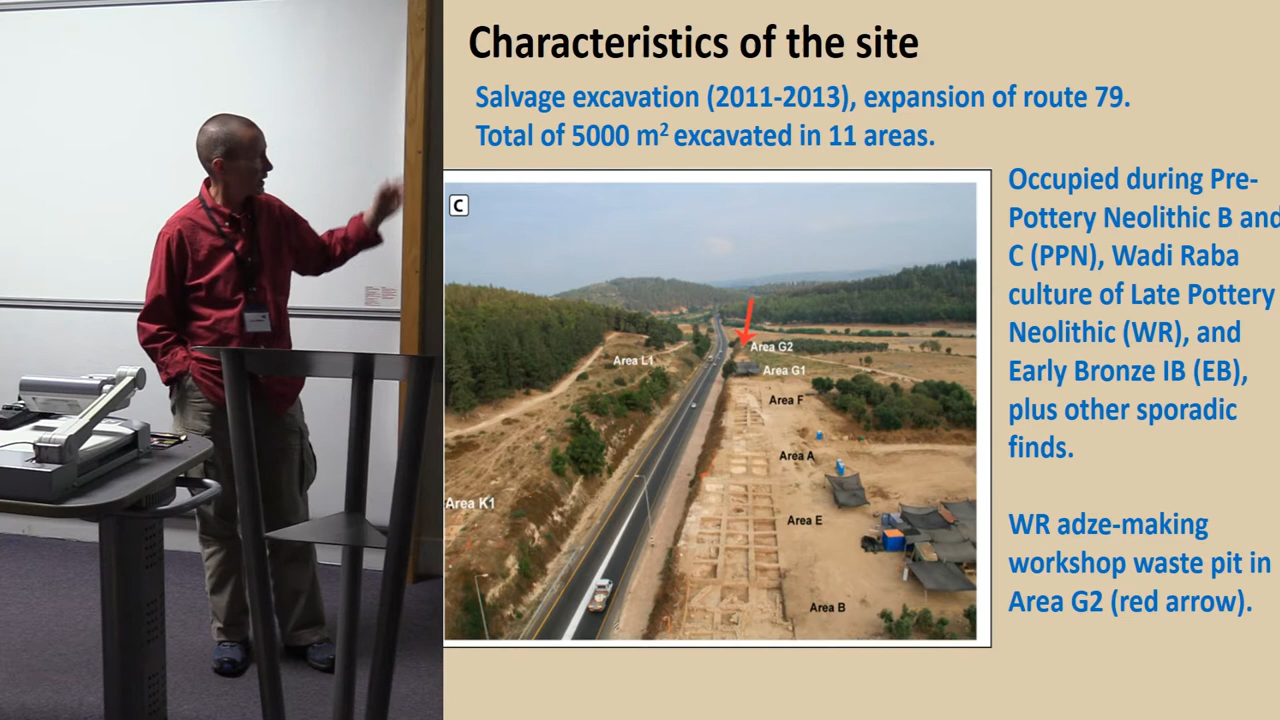 Characteristics of the site
Salvage excavation (2011-2013), expansion of route 79.
Total of 5000 m² excavated in 11 areas.
C
Area G2
Area L1
Area G1
Area F
Area A
Area K1
Area E
Area B
Occupied during Pre-
Pottery Neolithic B and
C (PPN), Wadi Raba
culture of Late Pottery
Neolithic (WR), and
Early Bronze IB (EB),
plus other sporadic
finds.
WR adze-making
workshop waste pit in
Area G2 (red arrow).